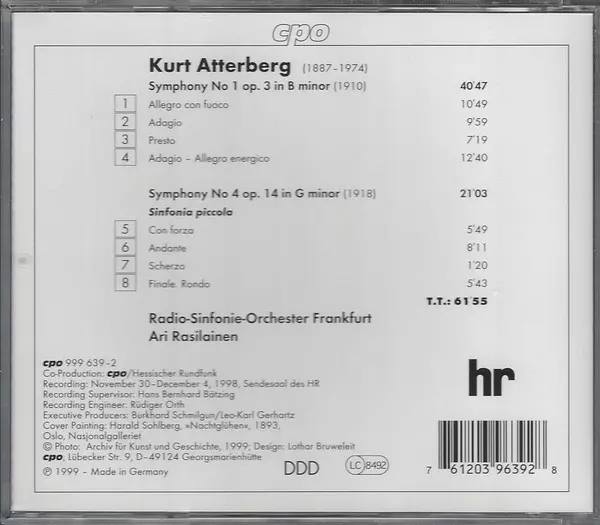 cpo
Kurt Atterberg (1887-1974)
Symphony No 1 op. 3 in B minor (1910) 40'47
1 Allegro con fuoco 10'49
2 Adagio 9'59
3 Presto 7'19
4 Adagio – Allegro energico 12'40
Symphony No 4 op. 14 in G minor (1918) 21'03
Sinfonia piccola
5 Con forza 5'49
6 Andante 8'11
7 Scherzo 1'20
8 Finale. Rondo 5'43
T.T.: 61'55
Radio-Sinfonie-Orchester Frankfurt
Ari Rasilainen
cpo 999 639-2
Co-Production: cpo/Hessischer Rundfunk
Recording: November 30-December 4, 1998, Sendesaal des HR
Recording Supervisor: Hans Bernhard Bätzing
Recording Engineer: Rüdiger Orth
Executive Producers: Burkhard Schmilgun/Leo-Karl Gerhartz
Cover Painting: Harald Sohlberg, »Nachtglühen«, 1893,
Oslo, Nasjonalgalleriet
© Photo: Archiv für Kunst und Geschichte, 1999; Design: Lothar Bruweleit
cpo, Lübecker Str. 9, D-49124 Georgsmarienhütte
℗ 1999 - Made in Germany
DDD
LC 8492
hr
7 61203 96392 8